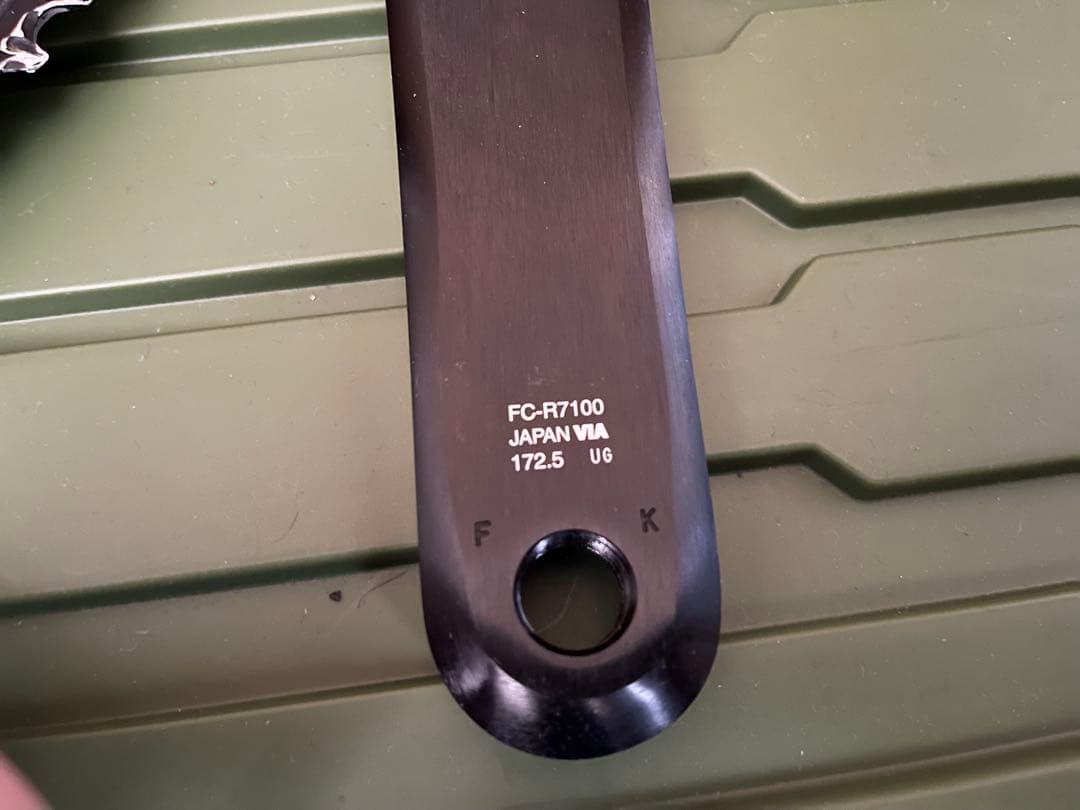 FC-R7100
JAPAN VIA
172.5 UG
F K